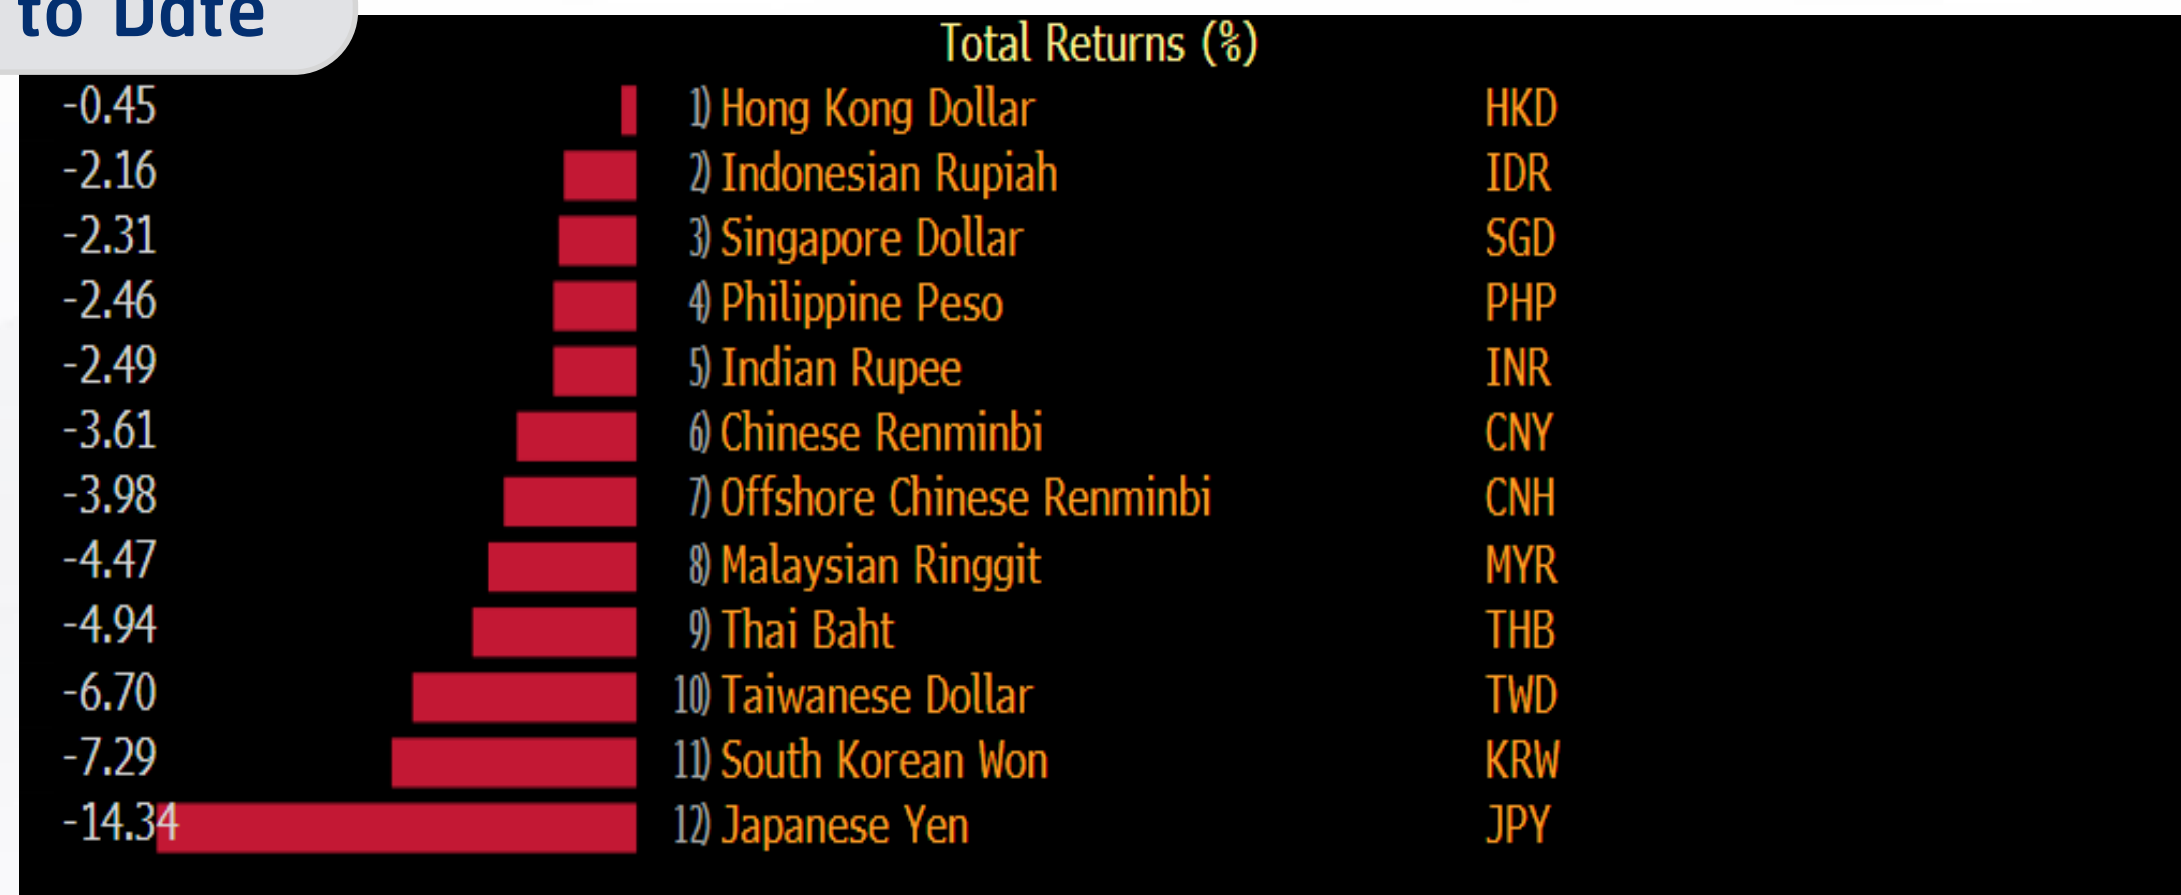 to Date
Total Returns (%)
-0.45 1) Hong Kong Dollar HKD
-2.16 2) Indonesian Rupiah IDR
-2.31 3) Singapore Dollar SGD
-2.46 4) Philippine Peso PHP
-2.49 5) Indian Rupee INR
-3.61 6) Chinese Renminbi CNY
-3.98 7) Offshore Chinese Renminbi CNH
-4.47 8) Malaysian Ringgit MYR
-4.94 9) Thai Baht THB
-6.70 10) Taiwanese Dollar TWD
-7.29 11) South Korean Won KRW
-14.34 12) Japanese Yen JPY